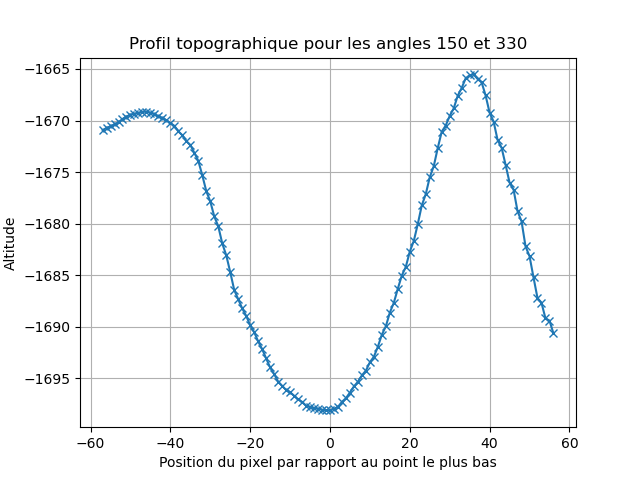 Profil topographique pour les angles 150 et 330
−1665
−1670
−1675
−1680
−1685
−1690
−1695
Altitude
−60 −40 −20 0 20 40 60
Position du pixel par rapport au point le plus bas